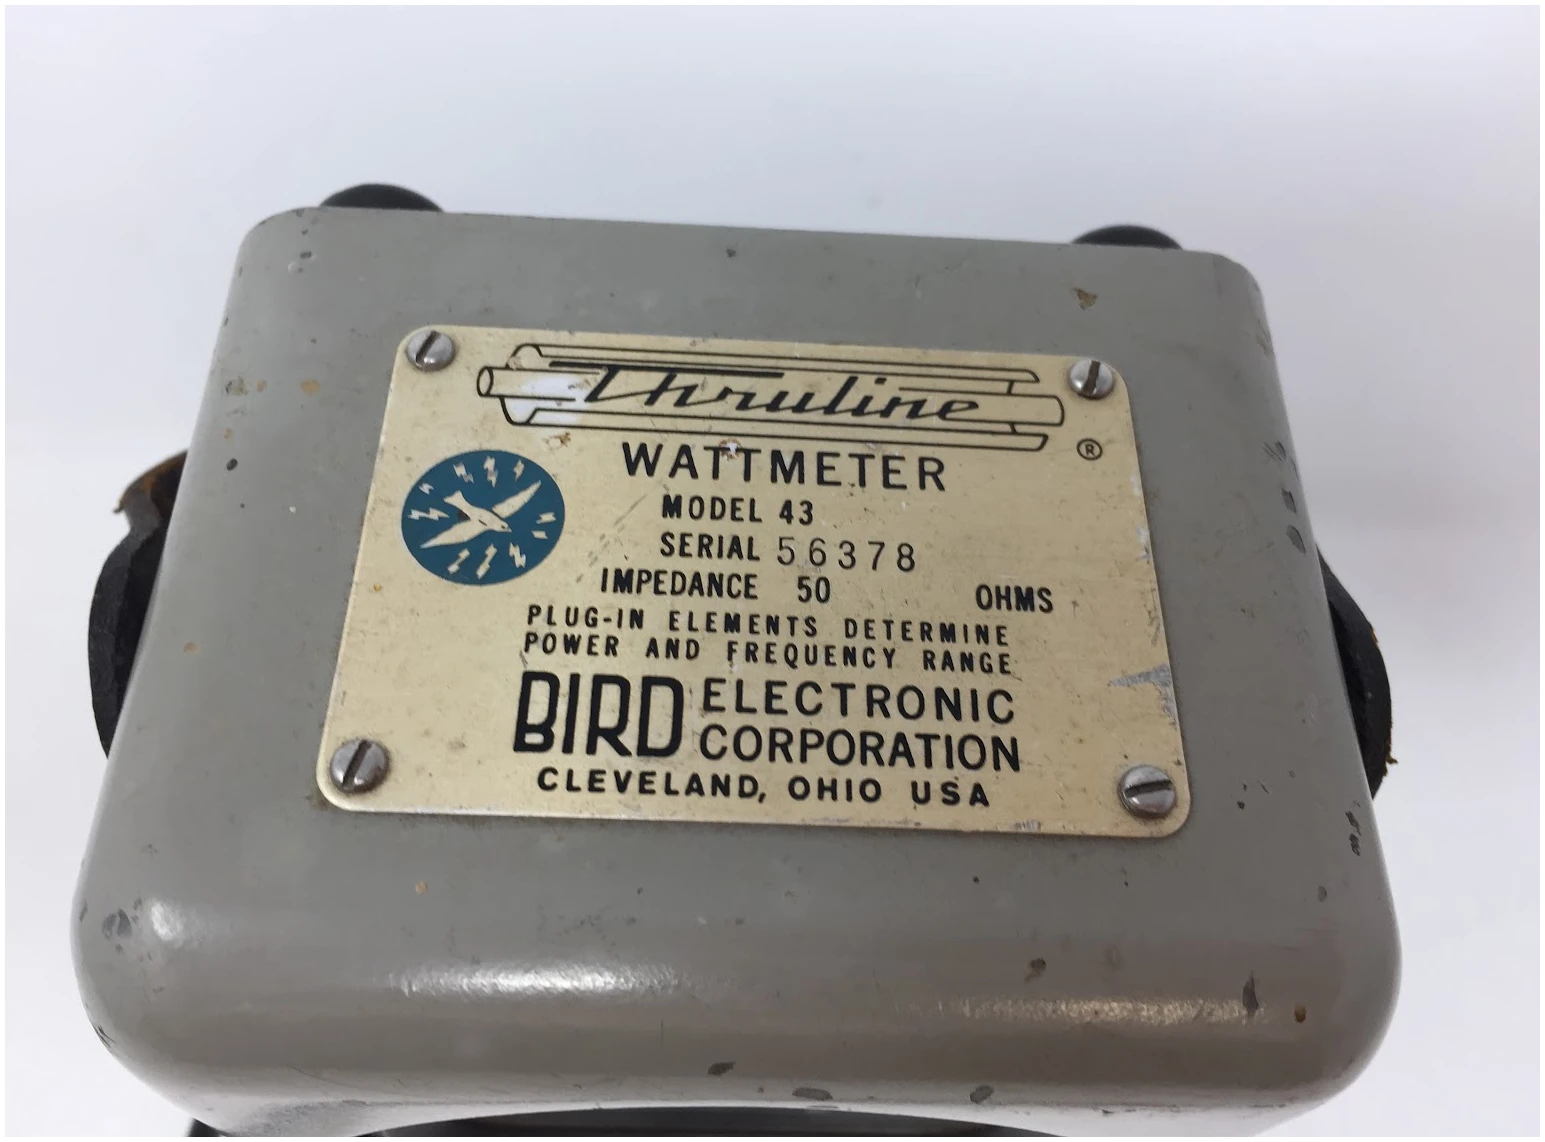 Thruline
®
WATTMETER
MODEL 43
SERIAL 56378
IMPEDANCE 50 OHMS
PLUG-IN ELEMENTS DETERMINE
POWER AND FREQUENCY RANGE
BIRD ELECTRONIC
CORPORATION
CLEVELAND, OHIO USA